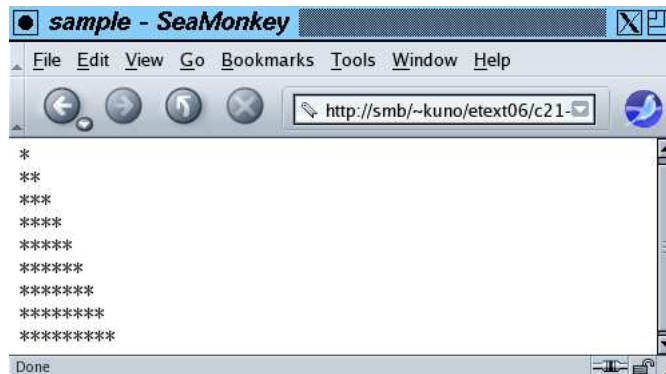 sample - SeaMonkey
File Edit View Go Bookmarks Tools Window Help
http://smb/~kuno/etext06/c21-
*
**
***
****
*****
******
*******
********
*********
Done